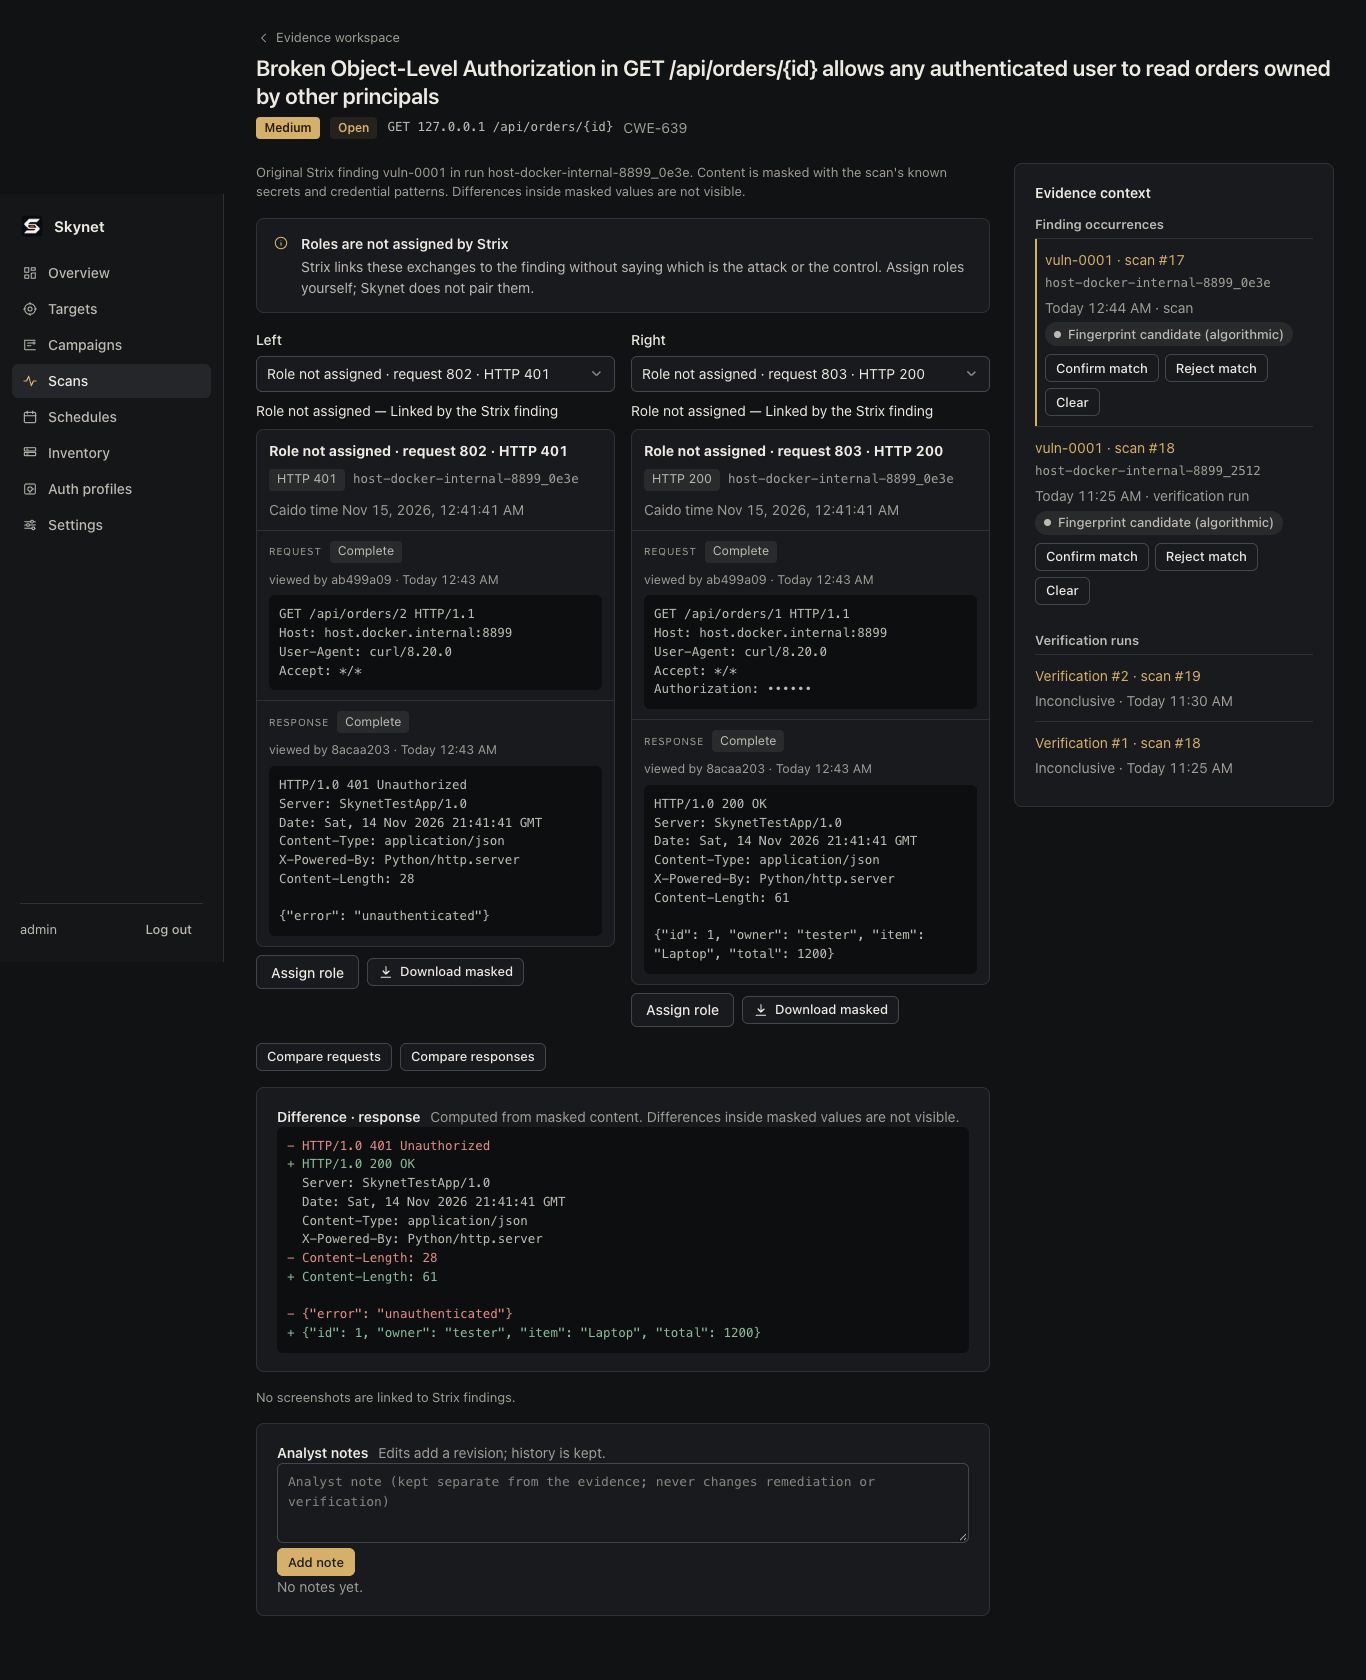 Evidence workspace
Broken Object-Level Authorization in GET /api/orders/{id} allows any authenticated user to read orders owned
by other principals
Medium Open GET 127.0.0.1 /api/orders/{id} CWE-639
Skynet
Overview
Targets
Campaigns
Scans
Schedules
Inventory
Auth profiles
Settings
admin Log out
Original Strix finding vuln-0001 in run host-docker-internal-8899_0e3e. Content is masked with the scan's known
secrets and credential patterns. Differences inside masked values are not visible.
Roles are not assigned by Strix
Strix links these exchanges to the finding without saying which is the attack or the control. Assign roles
yourself; Skynet does not pair them.
Left
Role not assigned · request 802 · HTTP 401
Role not assigned — Linked by the Strix finding
Role not assigned · request 802 · HTTP 401
HTTP 401 host-docker-internal-8899_0e3e
Caido time Nov 15, 2026, 12:41:41 AM
REQUEST Complete
viewed by ab499a09 · Today 12:43 AM
GET /api/orders/2 HTTP/1.1
Host: host.docker.internal:8899
User-Agent: curl/8.20.0
Accept: */*
RESPONSE Complete
viewed by 8acaa203 · Today 12:43 AM
HTTP/1.0 401 Unauthorized
Server: SkynetTestApp/1.0
Date: Sat, 14 Nov 2026 21:41:41 GMT
Content-Type: application/json
X-Powered-By: Python/http.server
Content-Length: 28
{"error": "unauthenticated"}
Assign role Download masked
Right
Role not assigned · request 803 · HTTP 200
Role not assigned — Linked by the Strix finding
Role not assigned · request 803 · HTTP 200
HTTP 200 host-docker-internal-8899_0e3e
Caido time Nov 15, 2026, 12:41:41 AM
REQUEST Complete
viewed by ab499a09 · Today 12:43 AM
GET /api/orders/1 HTTP/1.1
Host: host.docker.internal:8899
User-Agent: curl/8.20.0
Accept: */*
Authorization: ••••••
RESPONSE Complete
viewed by 8acaa203 · Today 12:43 AM
HTTP/1.0 200 OK
Server: SkynetTestApp/1.0
Date: Sat, 14 Nov 2026 21:41:41 GMT
Content-Type: application/json
X-Powered-By: Python/http.server
Content-Length: 61
{"id": 1, "owner": "tester", "item":
"Laptop", "total": 1200}
Assign role Download masked
Compare requests Compare responses
Difference · response Computed from masked content. Differences inside masked values are not visible.
- HTTP/1.0 401 Unauthorized
+ HTTP/1.0 200 OK
Server: SkynetTestApp/1.0
Date: Sat, 14 Nov 2026 21:41:41 GMT
Content-Type: application/json
X-Powered-By: Python/http.server
- Content-Length: 28
+ Content-Length: 61
- {"error": "unauthenticated"}
+ {"id": 1, "owner": "tester", "item": "Laptop", "total": 1200}
No screenshots are linked to Strix findings.
Analyst notes Edits add a revision; history is kept.
Analyst note (kept separate from the evidence; never changes remediation or
verification)
Add note
No notes yet.
Evidence context
Finding occurrences
vuln-0001 · scan #17
host-docker-internal-8899_0e3e
Today 12:44 AM · scan
Fingerprint candidate (algorithmic)
Confirm match Reject match
Clear
vuln-0001 · scan #18
host-docker-internal-8899_2512
Today 11:25 AM · verification run
Fingerprint candidate (algorithmic)
Confirm match Reject match
Clear
Verification runs
Verification #2 · scan #19
Inconclusive · Today 11:30 AM
Verification #1 · scan #18
Inconclusive · Today 11:25 AM